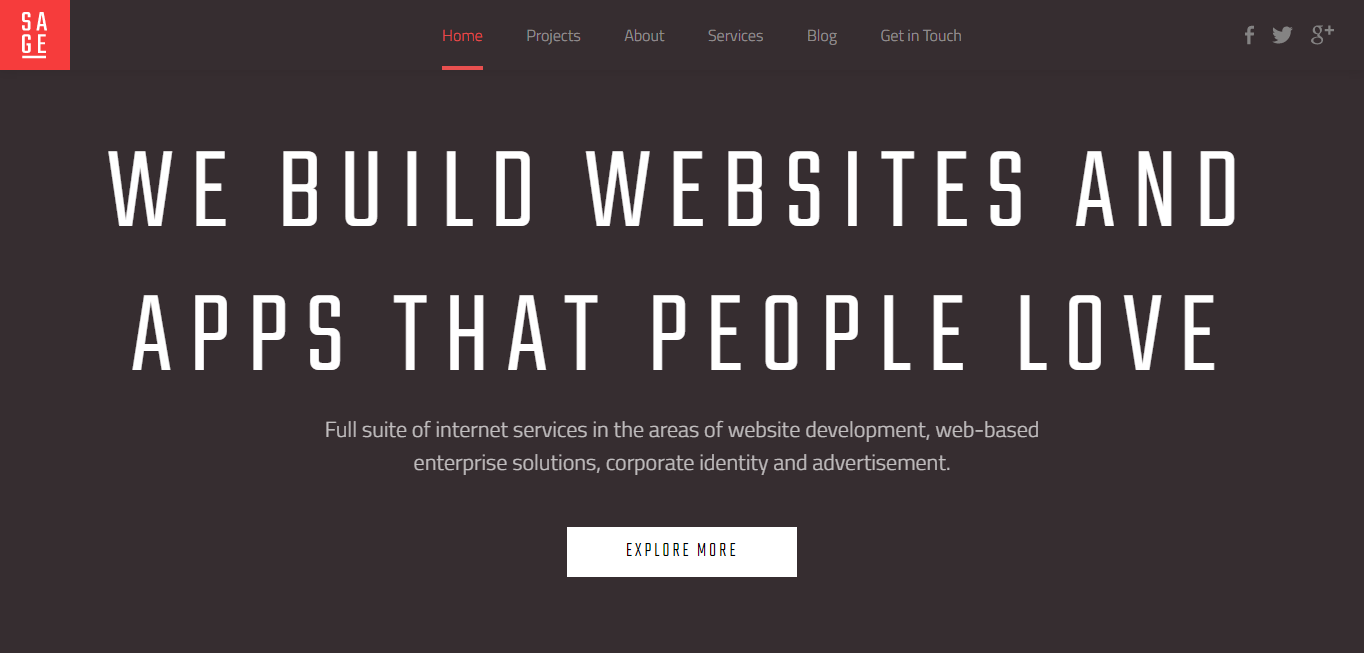 SA
GE
Home Projects About Services Blog Get in Touch
WE BUILD WEBSITES AND
APPS THAT PEOPLE LOVE
Full suite of internet services in the areas of website development, web-based
enterprise solutions, corporate identity and advertisement.
EXPLORE MORE